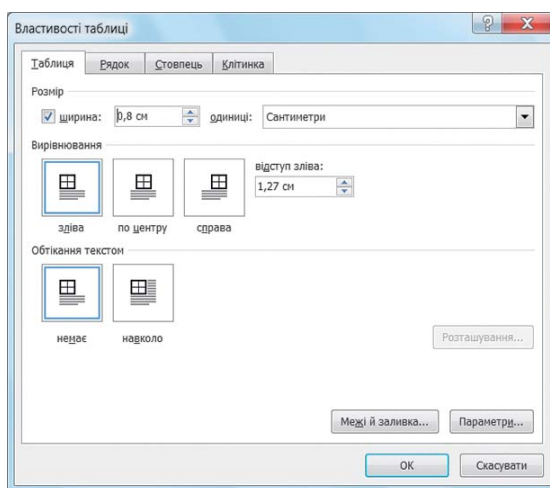 Властивості таблиці
Таблиця Рядок Стовпець Клітинка
Розмір
ширина: 0,8 см одиниці: Сантиметри
Вирівнювання
відступ зліва:
1,27 см
зліва по центру справа
Обтікання текстом
немає навколо
Розташування...
Межі й заливка... Параметри...
ОК Скасувати